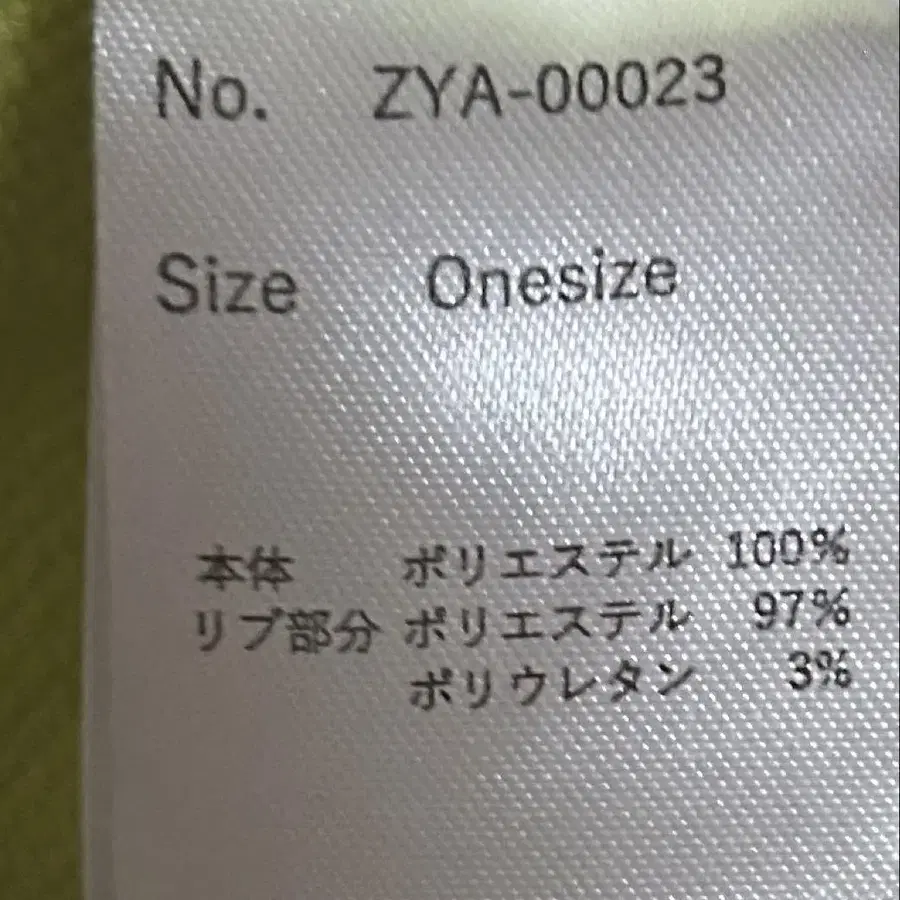 No. ZYA-00023
Size Onesize
本体 ポリエステル 100%
リブ部分 ポリエステル 97%
ポリウレタン 3%